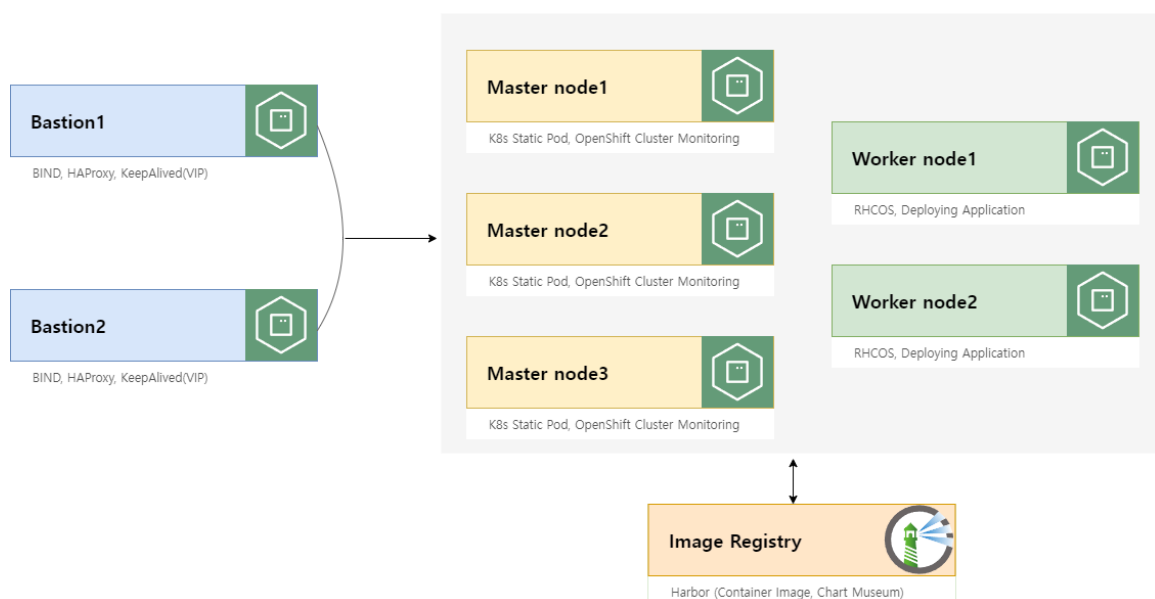 Bastion1
BIND, HAProxy, KeepAlived(VIP)
Bastion2
BIND, HAProxy, KeepAlived(VIP)
Master node1
K8s Static Pod, OpenShift Cluster Monitoring
Master node2
K8s Static Pod, OpenShift Cluster Monitoring
Master node3
K8s Static Pod, OpenShift Cluster Monitoring
Worker node1
RHCOS, Deploying Application
Worker node2
RHCOS, Deploying Application
Image Registry
Harbor (Container Image, Chart Museum)